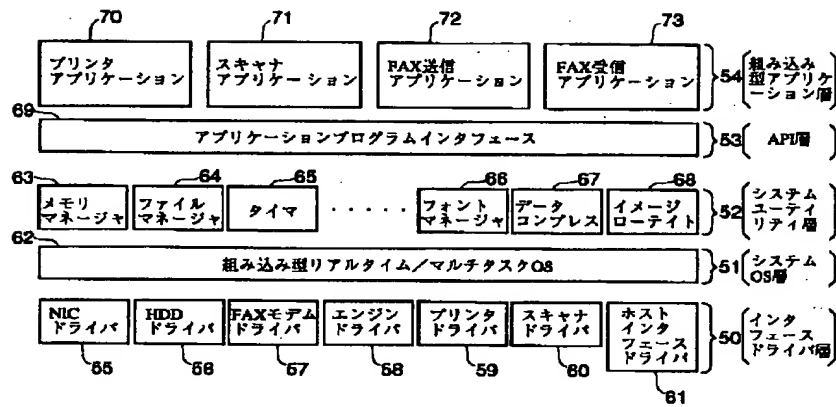 70
71
72
73
プリンタ
アプリケーション
スキャナ
アプリケーション
FAX送信
アプリケーション
FAX受信
アプリケーション
54
組み込み
型アプリケ
ーション層
69
アプリケーションプログラムインタフェース
53
API層
63
64
65
66
67
68
メモリ
マネージャ
ファイル
マネージャ
タイマ
・・・・・
フォント
マネージャ
データ
コンプレス
イメージ
ローテイト
52
システム
ユーティ
リティ層
62
組み込み型リアルタイム/マルチタスクOS
51
システム
OS層
NIC
ドライバ
HDD
ドライバ
FAXモデム
ドライバ
エンジン
ドライバ
プリンタ
ドライバ
スキャナ
ドライバ
ホスト
インタ
フェース
ドライバ
50
インタ
フェース
ドライバ層
55
56
57
58
59
60
61